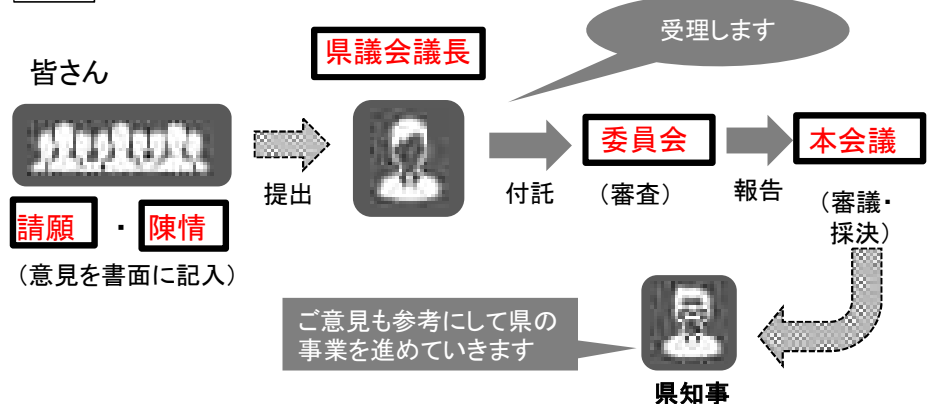 受理します
県議会議長
皆さん
委員会
本会議
提出
付託
（審査）
報告
（審議・
採決）
請願 ・ 陳情
（意見を書面に記入）
ご意見も参考にして県の
事業を進めていきます
県知事